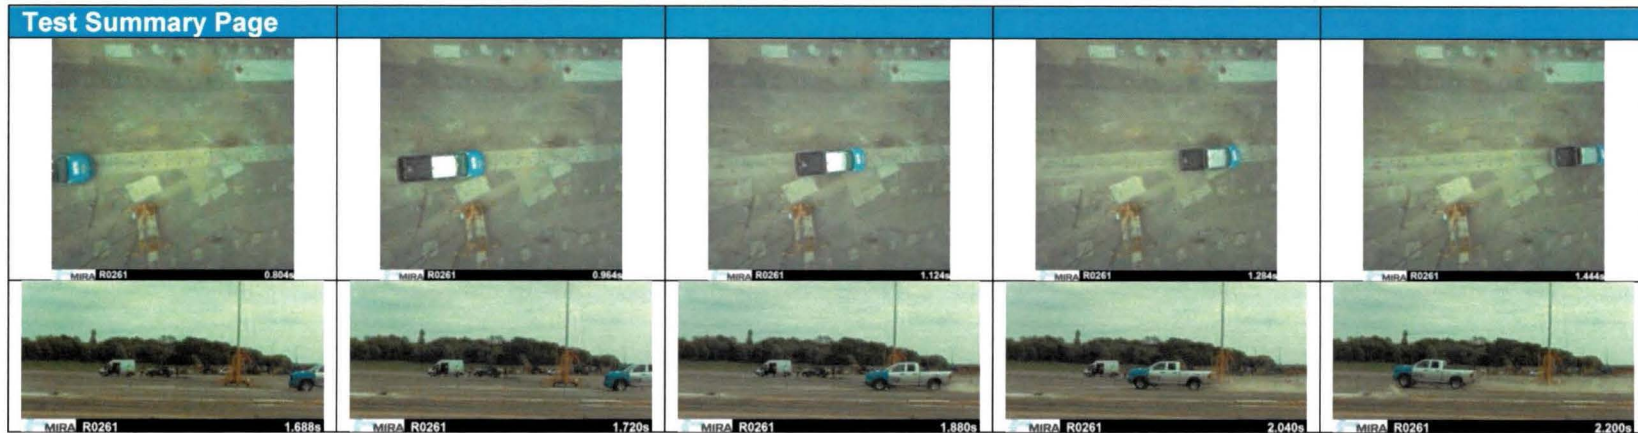 Test Summary Page
MIRA R0261 0.804s
MIRA R0261 0.964s
MIRA R0261 1.124s
MIRA R0261 1.284s
MIRA R0261 1.444s
MIRA R0261 1.688s
MIRA R0261 1.720s
MIRA R0261 1.880s
MIRA R0261 2.040s
MIRA R0261 2.200s